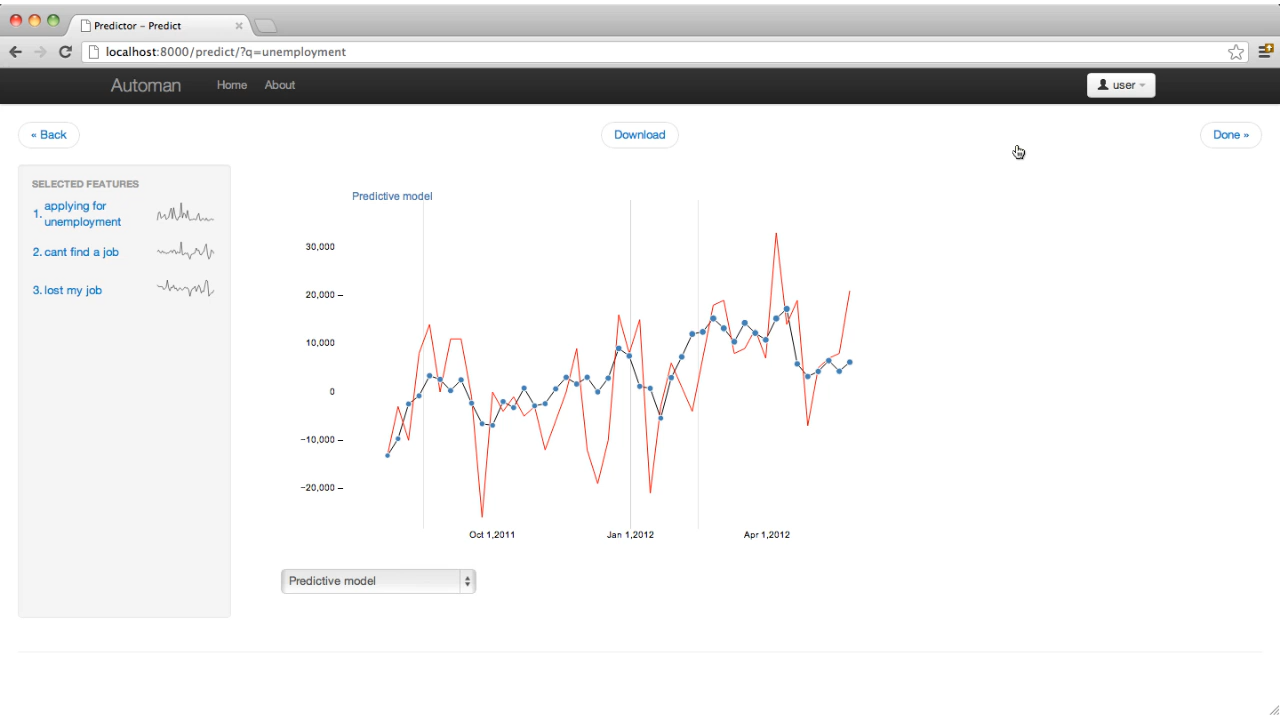 Predictor – Predict
localhost:8000/predict/?q=unemployment
Automan Home About user
« Back Download Done »
SELECTED FEATURES
1. applying for
unemployment
2. cant find a job
3. lost my job
Predictive model
30,000
20,000 –
10,000
0
−10,000 –
−20,000 –
Oct 1,2011 Jan 1,2012 Apr 1,2012
Predictive model